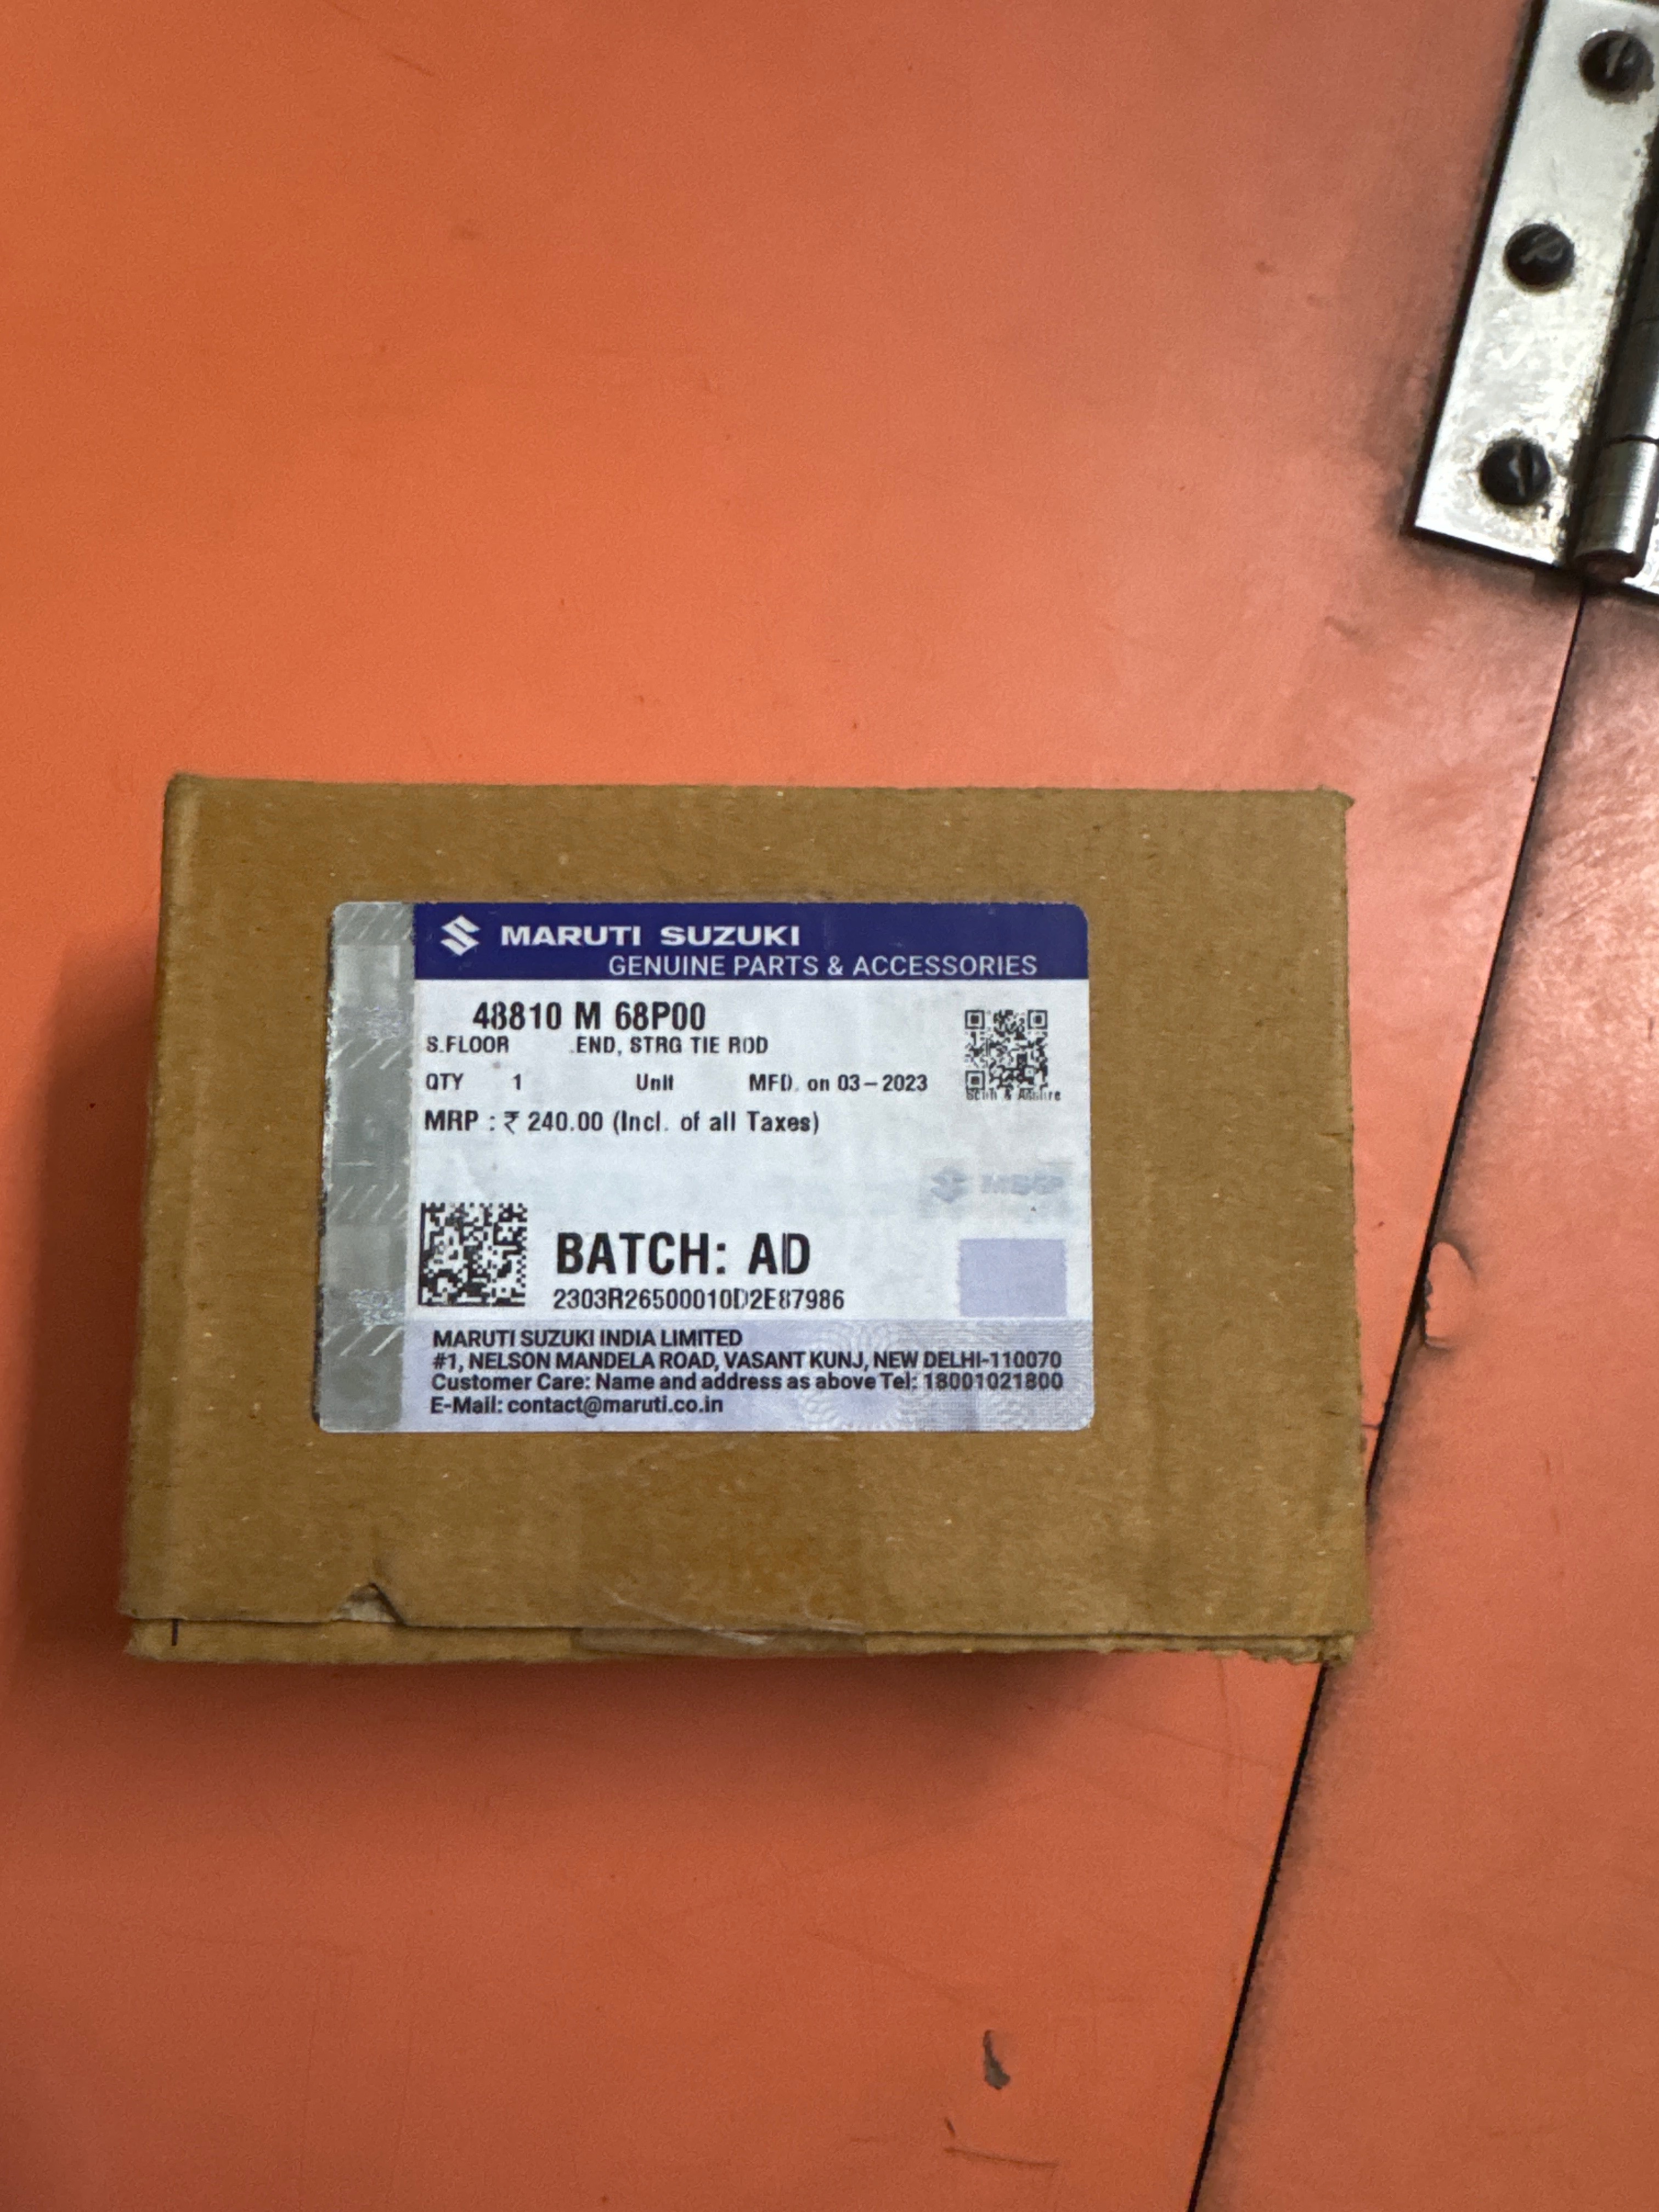 MARUTI SUZUKI
GENUINE PARTS & ACCESSORIES
48810 M 68P00
S.FLOOR .END, STRG TIE ROD
QTY 1 Unit MFD. on 03-2023
MRP : ₹ 240.00 (Incl. of all Taxes)
BATCH: AD
2303R26500010D2E87986
MARUTI SUZUKI INDIA LIMITED
#1, NELSON MANDELA ROAD, VASANT KUNJ, NEW DELHI-110070
Customer Care: Name and address as above Tel: 18001021800
E-Mail: contact@maruti.co.in